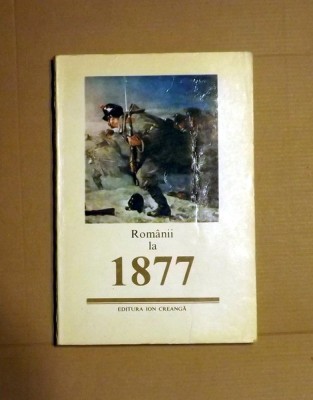 Românii
la
1877
EDITURA ION CREANGĂ